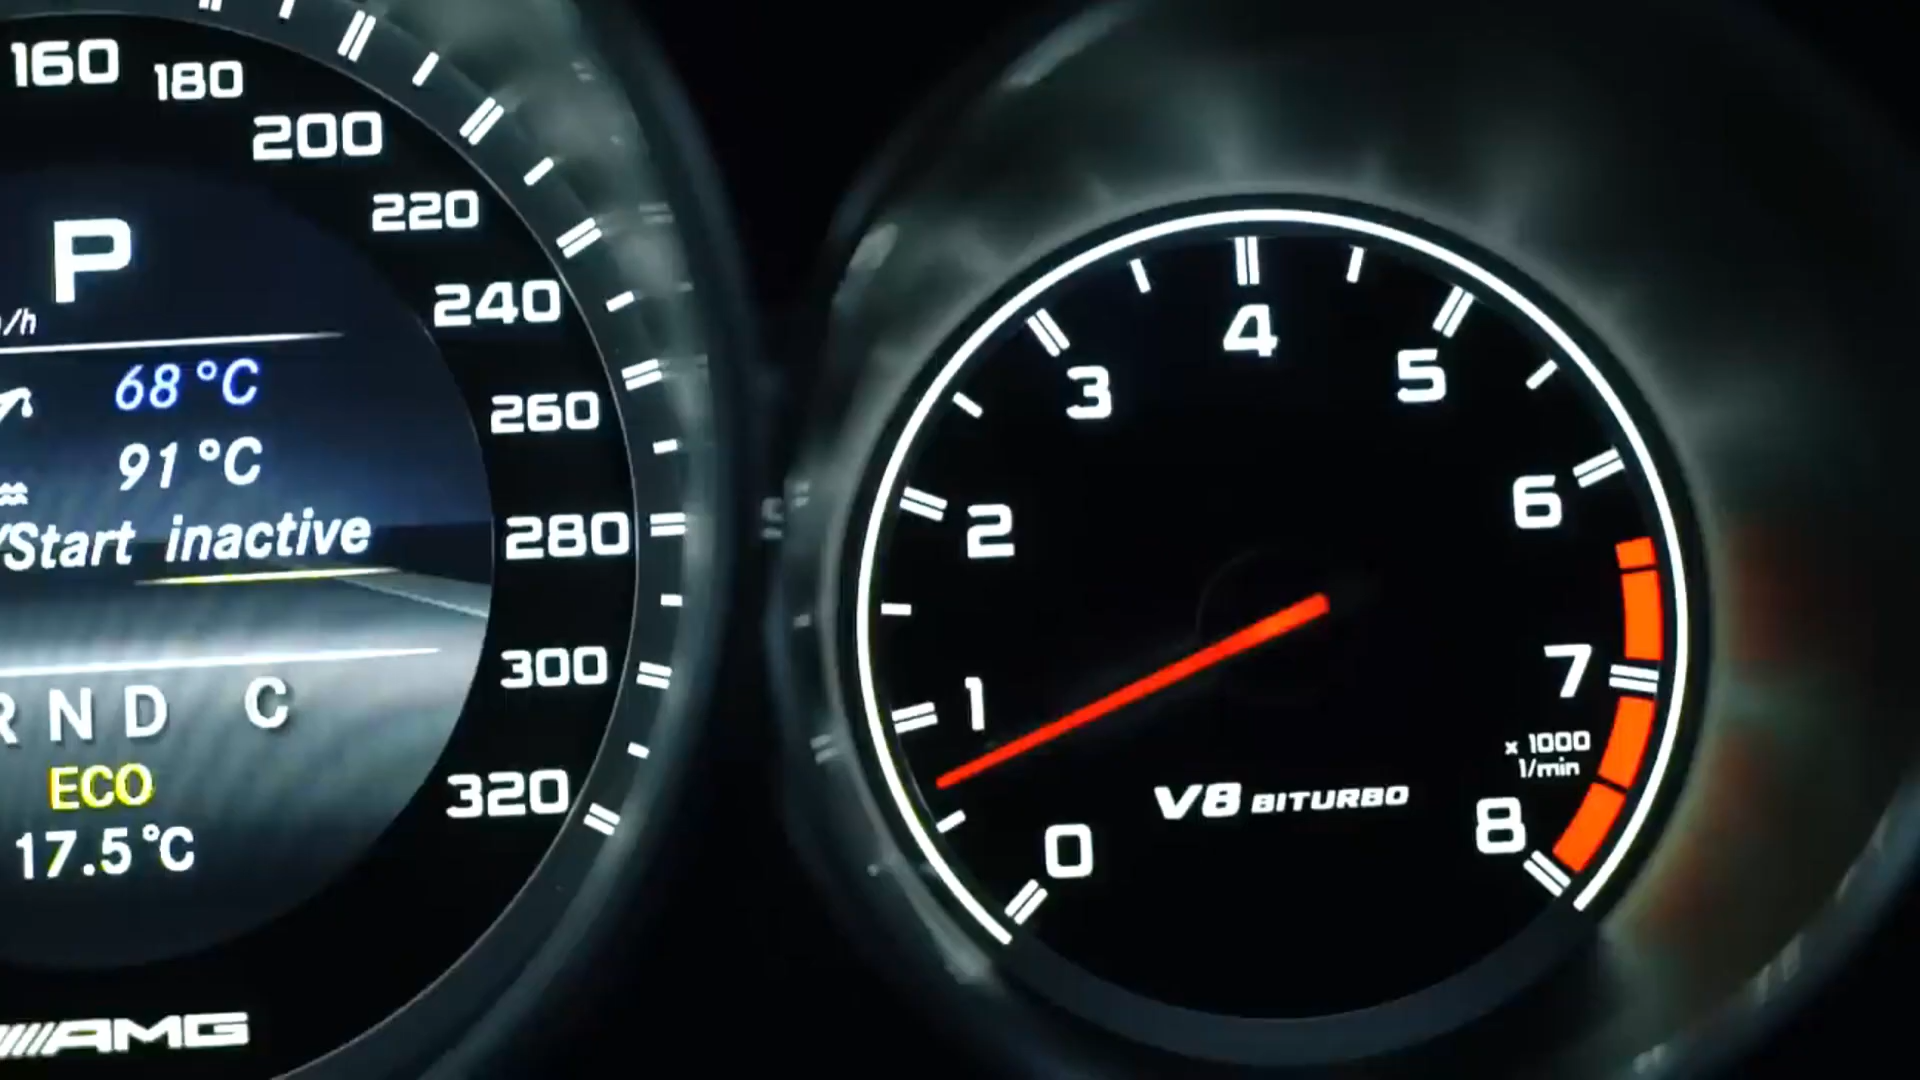 160
180
200
220
240
260
280
300
320
P
/h
68°C
91°C
/Start inactive
R N D C
ECO
17.5°C
AMG
0
1
2
3
4
5
6
7
8
x 1000
1/min
V8 BITURBO